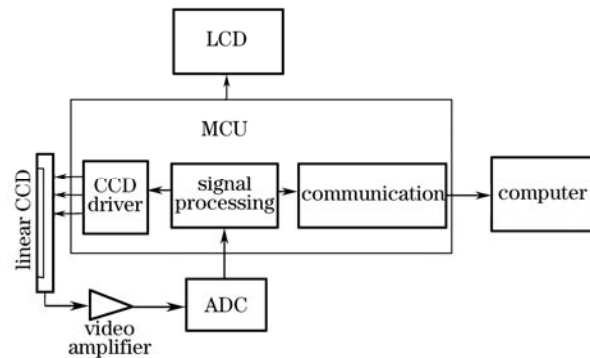 LCD
MCU
linear CCD
CCD
driver
signal
processing
communication
computer
ADC
video
amplifier